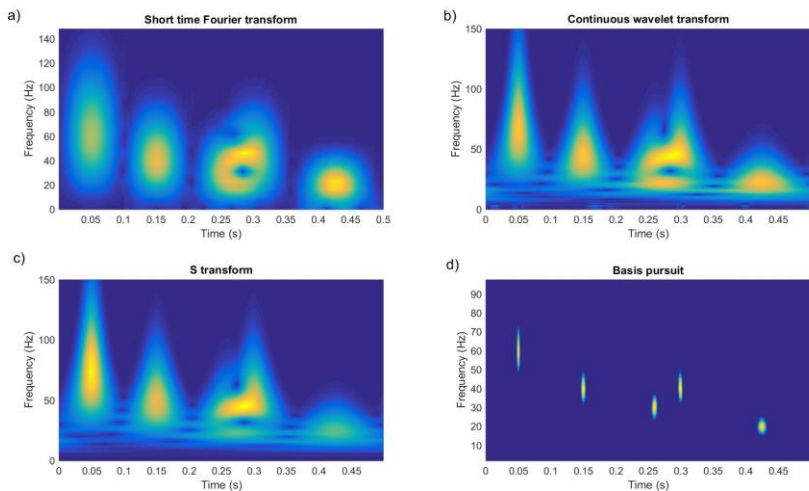 a)
Short time Fourier transform
140
120
100
80
60
40
20
0
Frequency (Hz)
0.05 0.1 0.15 0.2 0.25 0.3 0.35 0.4 0.45 0.5
Time (s)
b)
Continuous wavelet transform
150
100
50
0
Frequency (Hz)
0 0.05 0.1 0.15 0.2 0.25 0.3 0.35 0.4 0.45
Time (s)
c)
S transform
150
100
50
0
Frequency (Hz)
0 0.05 0.1 0.15 0.2 0.25 0.3 0.35 0.4 0.45
Time (s)
d)
Basis pursuit
90
80
70
60
50
40
30
20
10
Frequency (Hz)
0 0.05 0.1 0.15 0.2 0.25 0.3 0.35 0.4 0.45
Time (s)